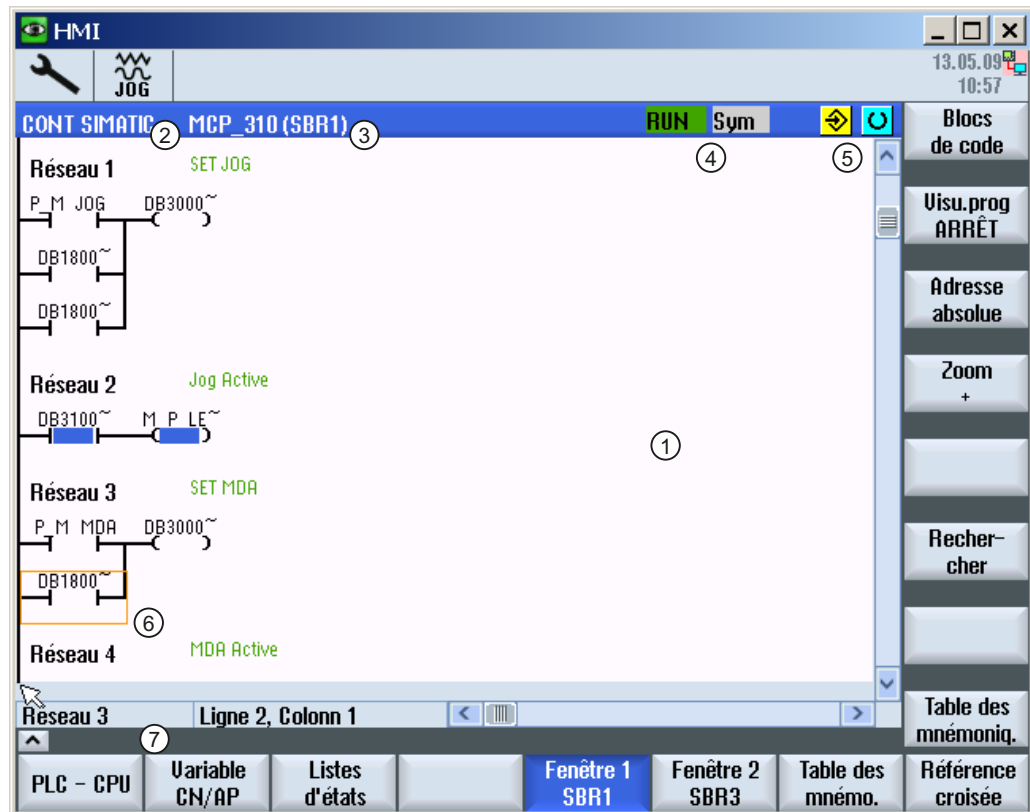 HMI
JOG
13.05.09
10:57
CONT SIMATIC MCP_310 (SBR1) RUN Sym
2 3 4 5
Réseau 1 SET JOG
P_M JOG DB3000~
DB1800~
DB1800~
Réseau 2 Jog Active
DB3100~ M_P_LE~
1
Réseau 3 SET MDA
P_M MDA DB3000~
DB1800~
6
Réseau 4 MDA Active
Réseau 3 Ligne 2, Colonn 1
7
Blocs
de code
Visu.prog
ARRÊT
Adresse
absolue
Zoom
+
Recher-
cher
Table des
mnémoniq.
PLC - CPU
Variable
CN/AP
Listes
d'états
Fenêtre 1
SBR1
Fenêtre 2
SBR3
Table des
mnémo.
Référence
croisée